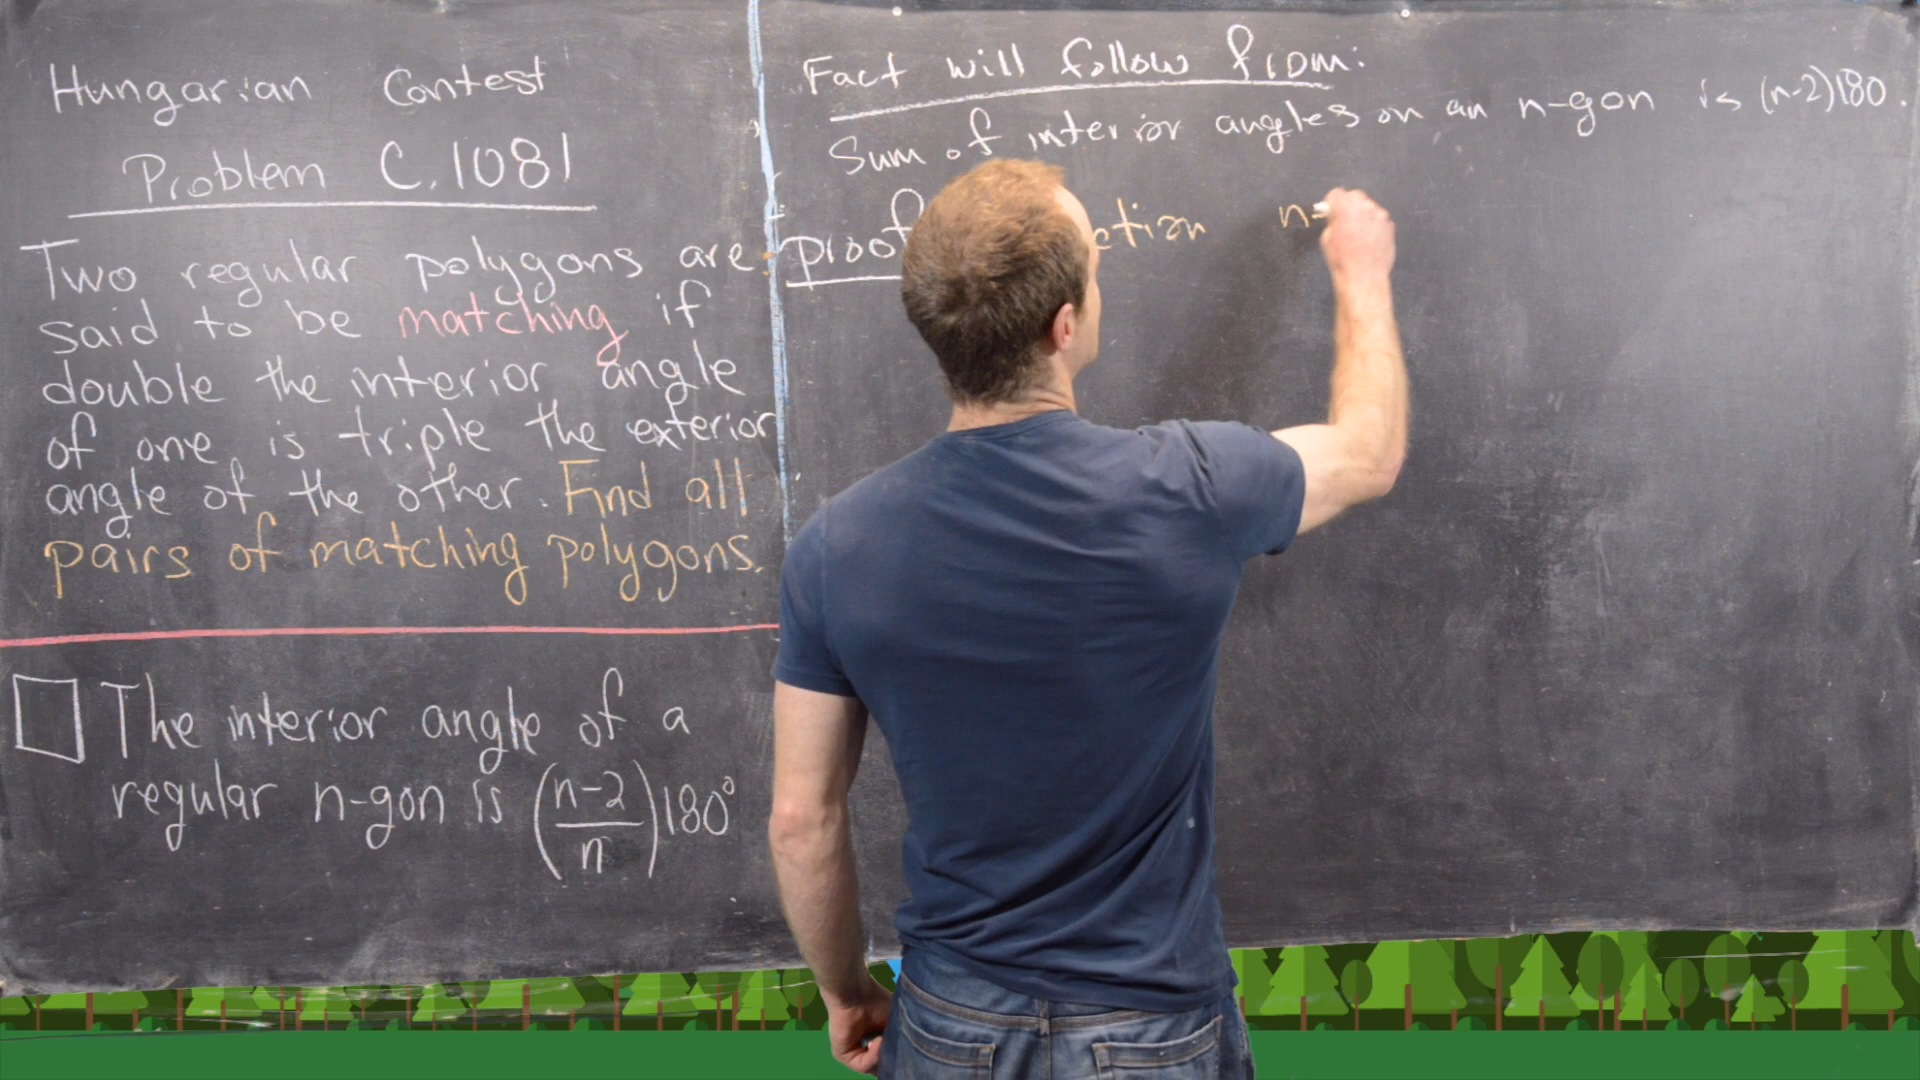 Hungarian Contest
Problem C.1081
Two regular polygons are
said to be matching if
double the interior angle
of one is triple the exterior
angle of the other. Find all
pairs of matching polygons.
□ The interior angle of a
regular n-gon is (n-2/n)180°
Fact will follow from:
Sum of interior angles on an n-gon is (n-2)180.
proof ction n=